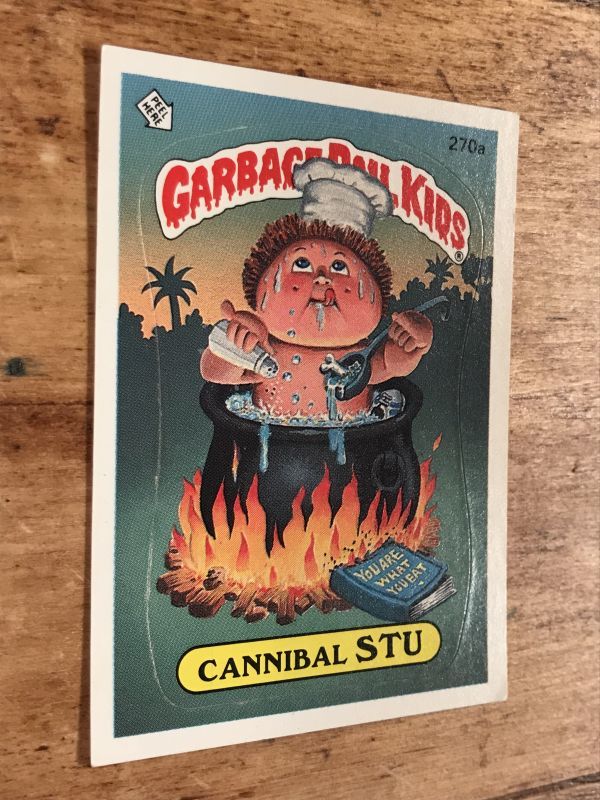 PEEL
HERE
270a
GARBAGE PAIL KIDS®
YOU ARE
WHAT
YOU EAT
CANNIBAL STU